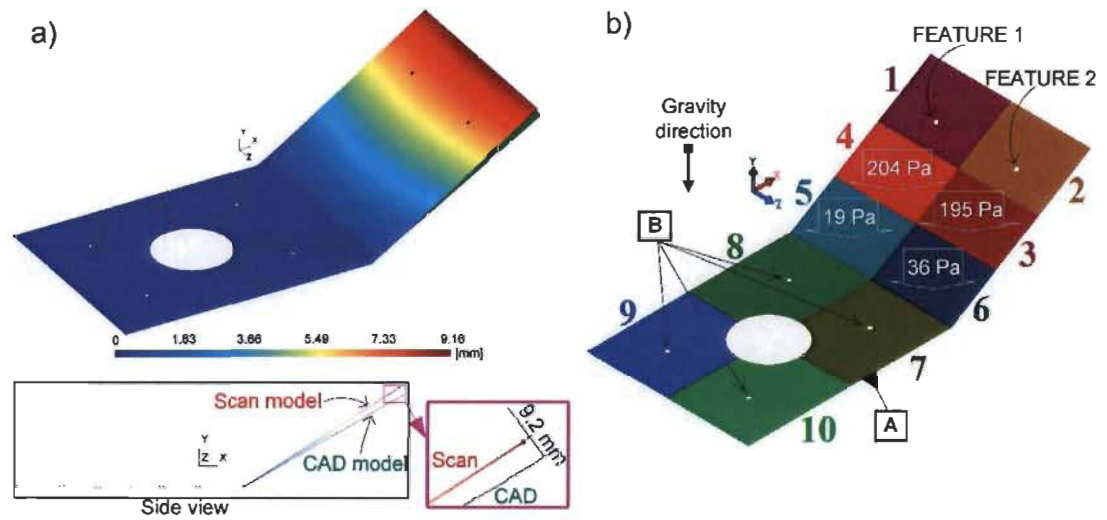 a)
Y
X
Z
0 1.83 3.66 5.49 7.33 9.16
[mm]
Scan model
CAD model
Y
Z X
Side view
9.2 mm
Scan
CAD
b)
FEATURE 1
FEATURE 2
Gravity
direction
Y
X
Z
1
2
3
4
5
6
7
8
9
10
204 Pa
195 Pa
19 Pa
36 Pa
B
A